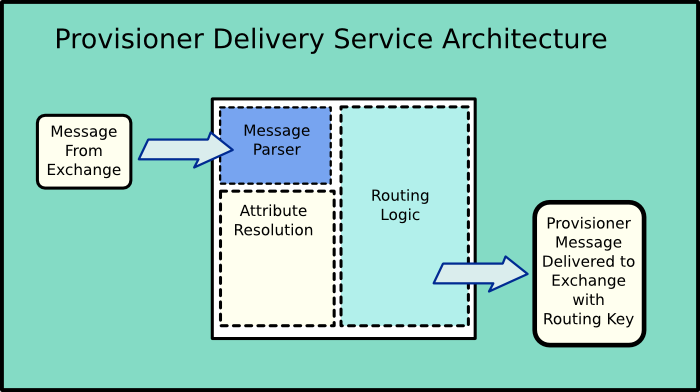 Provisioner Delivery Service Architecture
Message
From
Exchange
Message
Parser
Attribute
Resolution
Routing
Logic
Provisioner
Message
Delivered to
Exchange
with
Routing Key